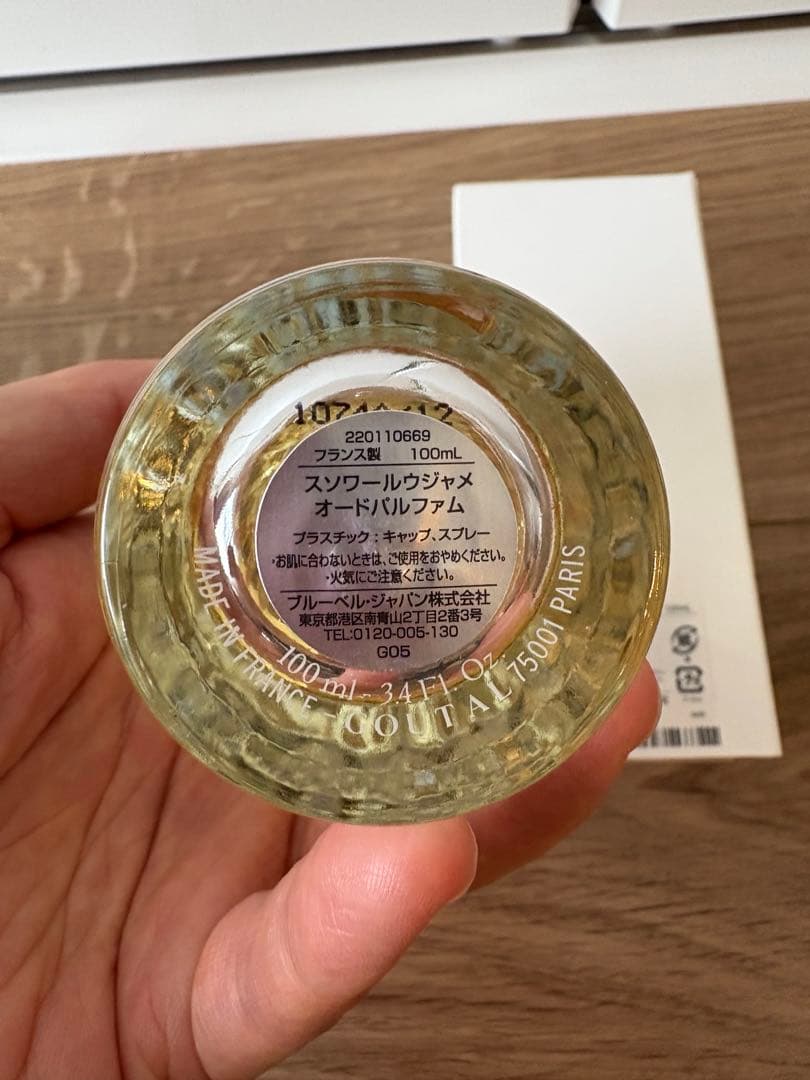 220110669
フランス製 100mL
スソワールウジャメ
オードパルファム
プラスチック:キャップ、スプレー
・お肌に合わないときは、ご使用をおやめください。
・火気にご注意ください。
ブルーベル・ジャパン株式会社
東京都港区南青山2丁目2番3号
TEL:0120-005-130
G05
100 ml - 3.4 Fl. Oz.
MADE IN FRANCE - GOUTAL 75001 PARIS